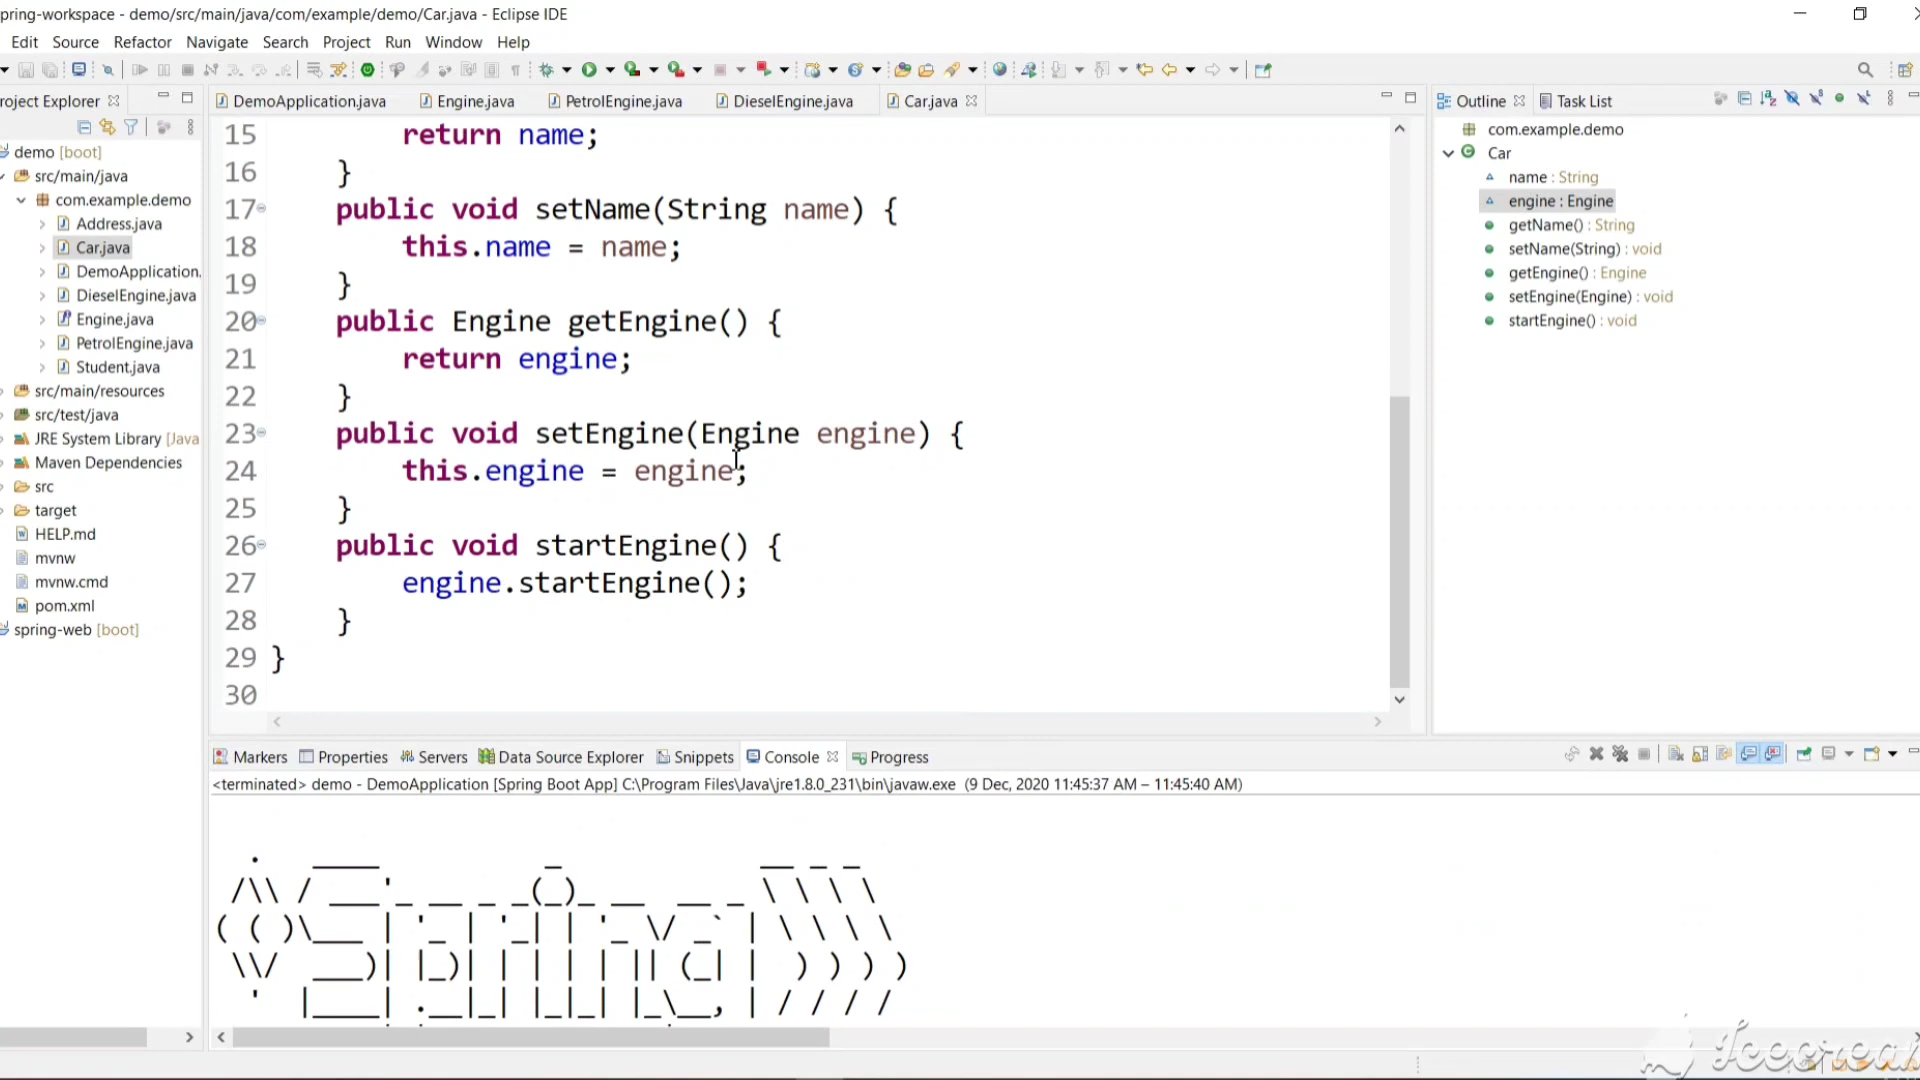 pring-workspace - demo/src/main/java/com/example/demo/Car.java - Eclipse IDE
Edit Source Refactor Navigate Search Project Run Window Help
roject Explorer
demo [boot]
src/main/java
com.example.demo
Address.java
Car.java
DemoApplication.
DieselEngine.java
Engine.java
PetrolEngine.java
Student.java
src/main/resources
src/test/java
JRE System Library [Java
Maven Dependencies
src
target
HELP.md
mvnw
mvnw.cmd
pom.xml
spring-web [boot]
DemoApplication.java Engine.java PetrolEngine.java DieselEngine.java Car.java
15 return name;
16 }
17 public void setName(String name) {
18 this.name = name;
19 }
20 public Engine getEngine() {
21 return engine;
22 }
23 public void setEngine(Engine engine) {
24 this.engine = engine;
25 }
26 public void startEngine() {
27 engine.startEngine();
28 }
29 }
30
Outline Task List
com.example.demo
Car
name : String
engine : Engine
getName() : String
setName(String) : void
getEngine() : Engine
setEngine(Engine) : void
startEngine() : void
Markers Properties Servers Data Source Explorer Snippets Console Progress
<terminated> demo - DemoApplication [Spring Boot App] C:\Program Files\Java\jre1.8.0_231\bin\javaw.exe (9 Dec, 2020 11:45:37 AM – 11:45:40 AM)
Spring
Icecrea